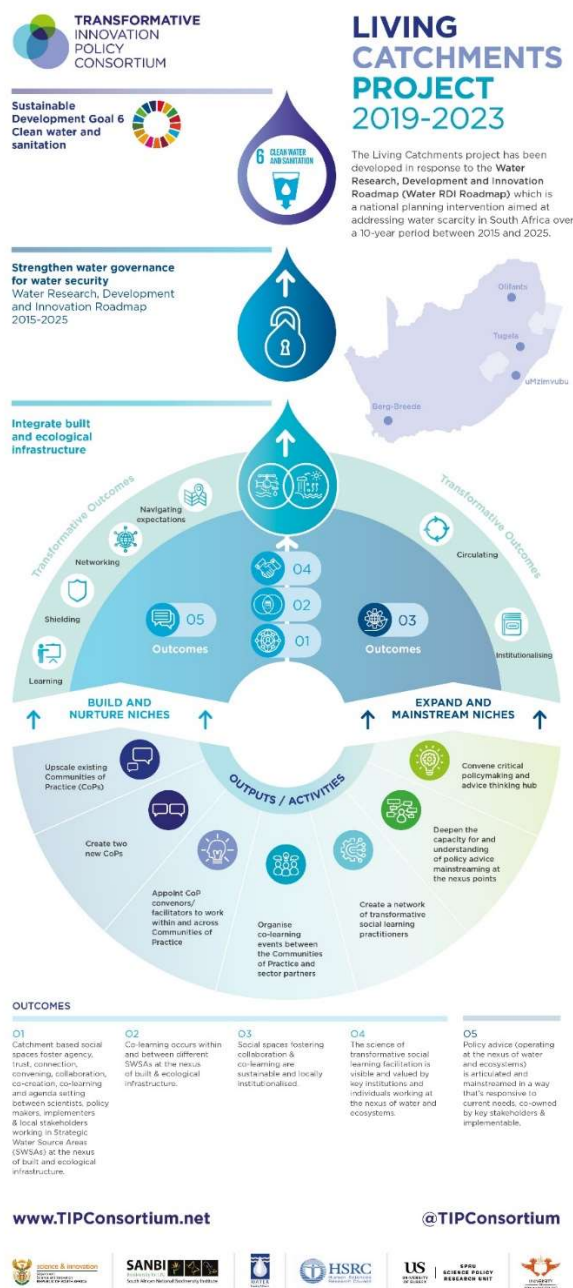 TRANSFORMATIVE
INNOVATION
POLICY
CONSORTIUM
LIVING
CATCHMENTS
PROJECT
2019-2023
Sustainable
Development Goal 6
Clean water and
sanitation
6 CLEAN WATER
AND SANITATION
The Living Catchments project has been
developed in response to the Water
Research, Development and Innovation
Roadmap (Water RDI Roadmap) which is
a national planning intervention aimed at
addressing water scarcity in South Africa over
a 10-year period between 2015 and 2025.
Strengthen water governance
for water security
Water Research, Development
and Innovation Roadmap
2015-2025
Olifants
Tugela
uMzimvubu
Berg-Breede
Integrate built
and ecological
infrastructure
Transformative Outcomes
Transformative Outcomes
Navigating
expectations
Networking
Shielding
Learning
Circulating
Institutionalising
04
02
01
05
Outcomes
03
Outcomes
BUILD AND
NURTURE NICHES
EXPAND AND
MAINSTREAM NICHES
OUTPUTS / ACTIVITIES
Upscale existing
Communities of
Practice (CoPs)
Create two
new CoPs
Appoint CoP
convenors/
facilitators to work
within and across
Communities of
Practice
Organise
co-learning
events between
the Communities
of Practice and
sector partners
Create a network
of transformative
social learning
practitioners
Deepen the
capacity for and
understanding
of policy advice
mainstreaming at
the nexus points
Convene critical
policymaking and
advice thinking hub
OUTCOMES
01
Catchment based social
spaces foster agency,
trust, connection,
convening, collaboration,
co-creation, co-learning
and agenda setting
between scientists, policy
makers, implementers
& local stakeholders
working in Strategic
Water Source Areas
(SWSAs) at the nexus
of built and ecological
infrastructure.
02
Co-learning occurs within
and between different
SWSAs at the nexus
of built & ecological
infrastructure.
03
Social spaces fostering
collaboration &
co-learning are
sustainable and locally
institutionalised.
04
The science of
transformative social
learning facilitation is
visible and valued by
key institutions and
individuals working at
the nexus of water and
ecosystems.
05
Policy advice (operating
at the nexus of water
and ecosystems)
is articulated and
mainstreamed in a way
that's responsive to
current needs, co-owned
by key stakeholders &
implementable.
www.TIPConsortium.net
@TIPConsortium
science & innovation
REPUBLIC OF SOUTH AFRICA
SANBI
South African National Biodiversity Institute
WATER
HSRC
Human Sciences
Research Council
US
UNIVERSITY
OF SUSSEX
SPRU
SCIENCE POLICY
RESEARCH UNIT
UNIVERSITY